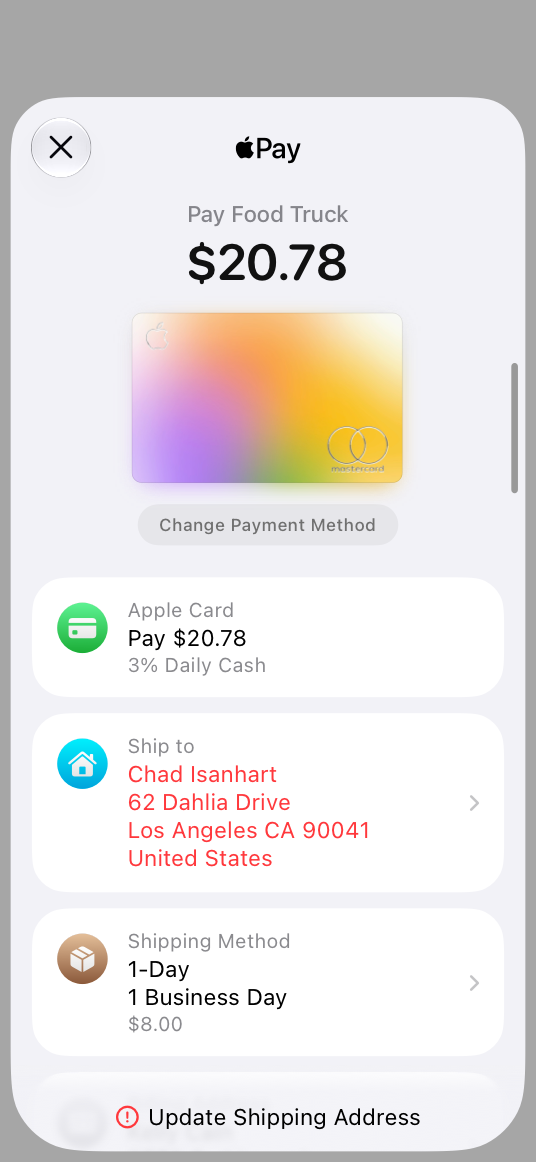 Pay
Pay Food Truck
$20.78
mastercard
Change Payment Method
Apple Card
Pay $20.78
3% Daily Cash
Ship to
Chad Isanhart
62 Dahlia Drive
Los Angeles CA 90041
United States
Shipping Method
1-Day
1 Business Day
$8.00
Update Shipping Address